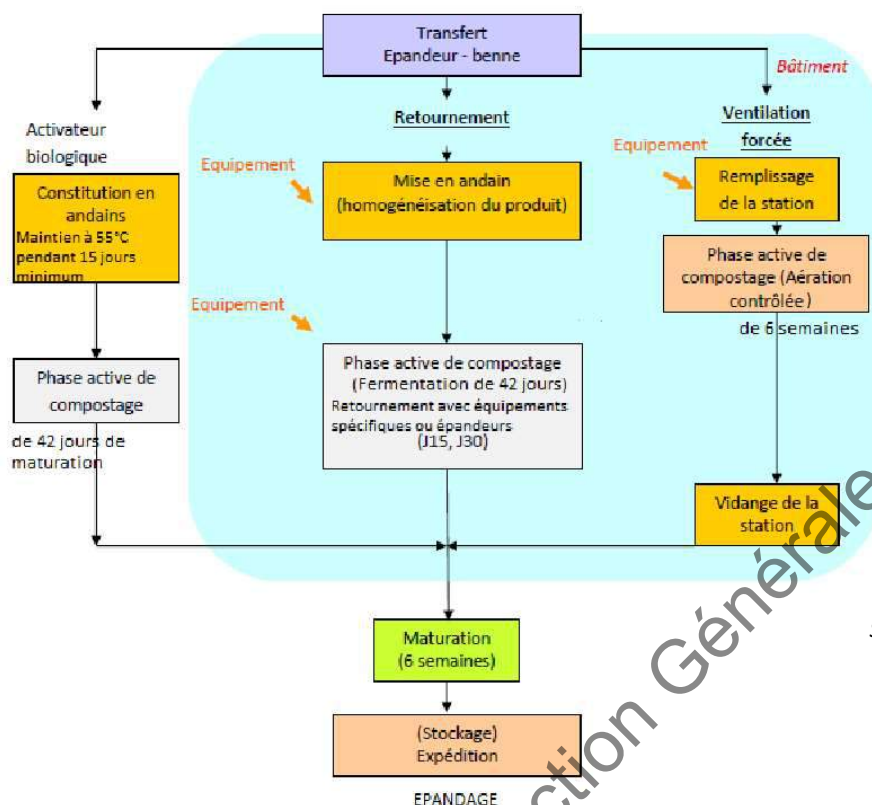 Transfert
Epandeur - benne
Bâtiment
Activateur
biologique
Constitution en
andains
Maintien à 55°C
pendant 15 jours
minimum
Phase active de
compostage
de 42 jours de
maturation
Retournement
Equipement
Mise en andain
(homogénéisation du produit)
Equipement
Phase active de compostage
(Fermentation de 42 jours)
Retournement avec équipements
spécifiques ou épandeurs
(J15, J30)
Ventilation
forcée
Equipement
Remplissage
de la station
Phase active de
compostage (Aération
contrôlée )
de 6 semaines
Vidange de la
station
Maturation
(6 semaines)
(Stockage)
Expédition
EPANDAGE
ction Générale